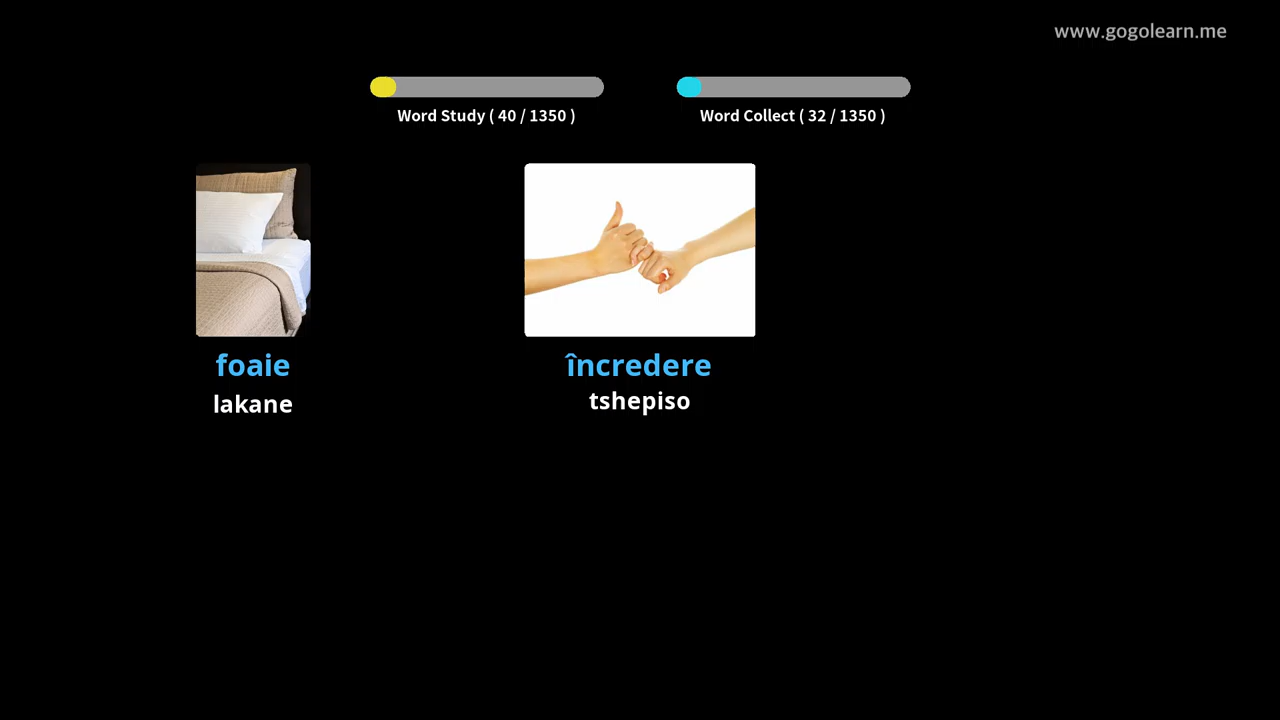 www.gogolearn.me
Word Study ( 40 / 1350 )
Word Collect ( 32 / 1350 )
foaie
lakane
încredere
tshepiso